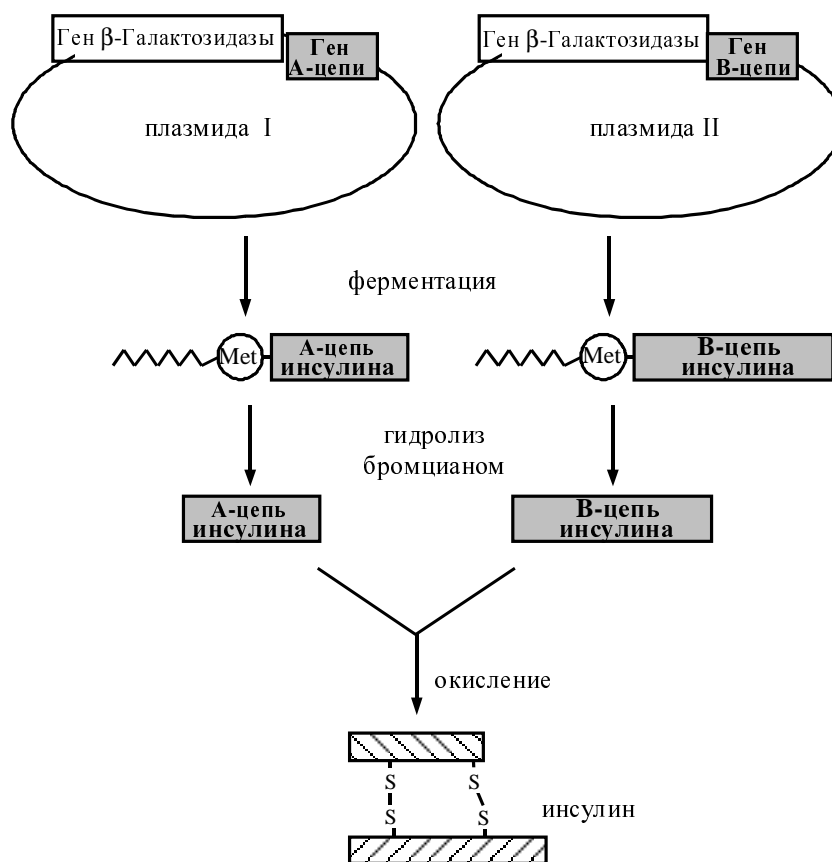 Ген β-Галактозидазы
Ген
А-цепи
Ген β-Галактозидазы
Ген
В-цепи
плазмида I
плазмида II
ферментация
Met
А-цепь
инсулина
Met
В-цепь
инсулина
гидролиз
бромцианом
А-цепь
инсулина
В-цепь
инсулина
окисление
S
S
S
S
инсулин